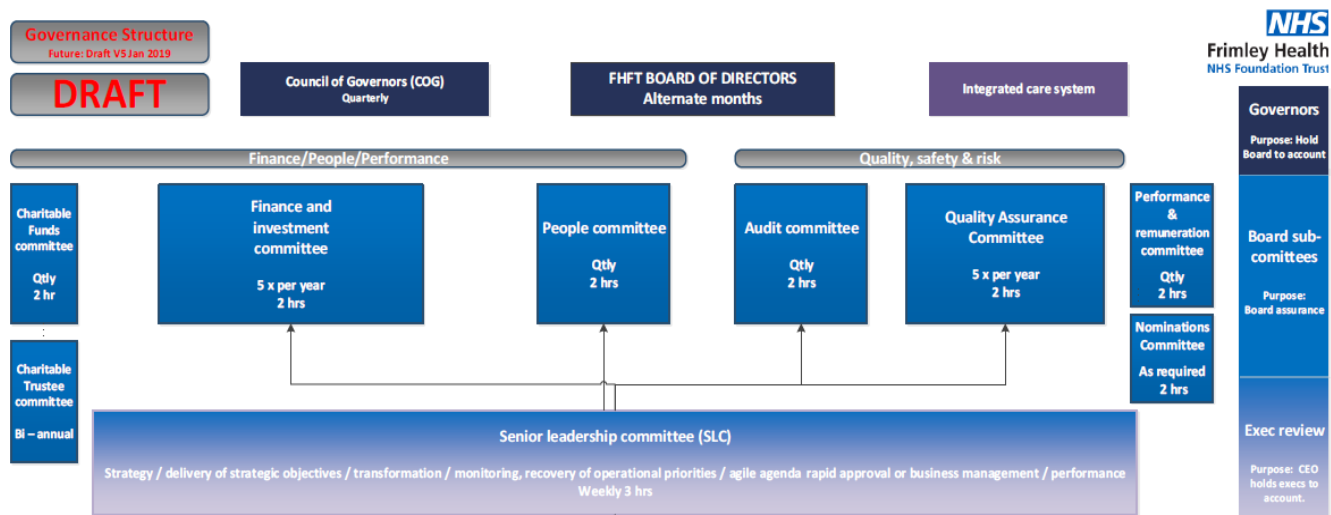 Governance Structure
Future: Draft V5 Jan 2019
DRAFT
Council of Governors (COG)
Quarterly
FHFT BOARD OF DIRECTORS
Alternate months
Integrated care system
NHS
Frimley Health
NHS Foundation Trust
Finance/People/Performance
Quality, safety & risk
Charitable
Funds
committee
Qtly
2 hr
:
Charitable
Trustee
committee
Bi – annual
Finance and
investment
committee
5 x per year
2 hrs
People committee
Qtly
2 hrs
Audit committee
Qtly
2 hrs
Quality Assurance
Committee
5 x per year
2 hrs
Performance
&
remuneration
committee
Qtly
2 hrs
Nominations
Committee
As required
2 hrs
Governors
Purpose: Hold
Board to account
Board sub-
comittees
Purpose:
Board assurance
Exec review
Purpose: CEO
holds execs to
account.
Senior leadership committee (SLC)
Strategy / delivery of strategic objectives / transformation / monitoring, recovery of operational priorities / agile agenda rapid approval or business management / performance
Weekly 3 hrs